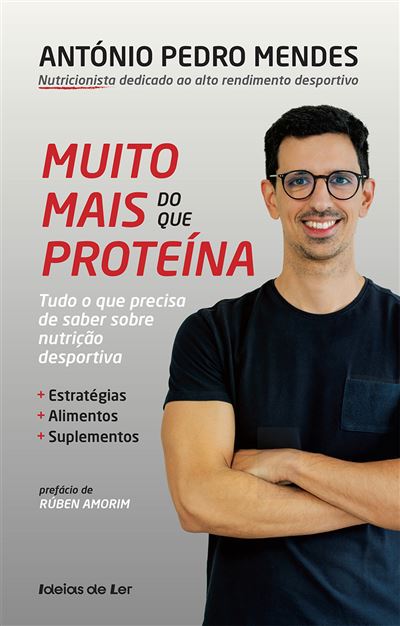 ANTÓNIO PEDRO MENDES
Nutricionista dedicado ao alto rendimento desportivo
MUITO
MAIS DO QUE
PROTEÍNA
Tudo o que precisa
de saber sobre
nutrição
desportiva
+ Estratégias
+ Alimentos
+ Suplementos
prefácio de
RÚBEN AMORIM
Ideias de Ler